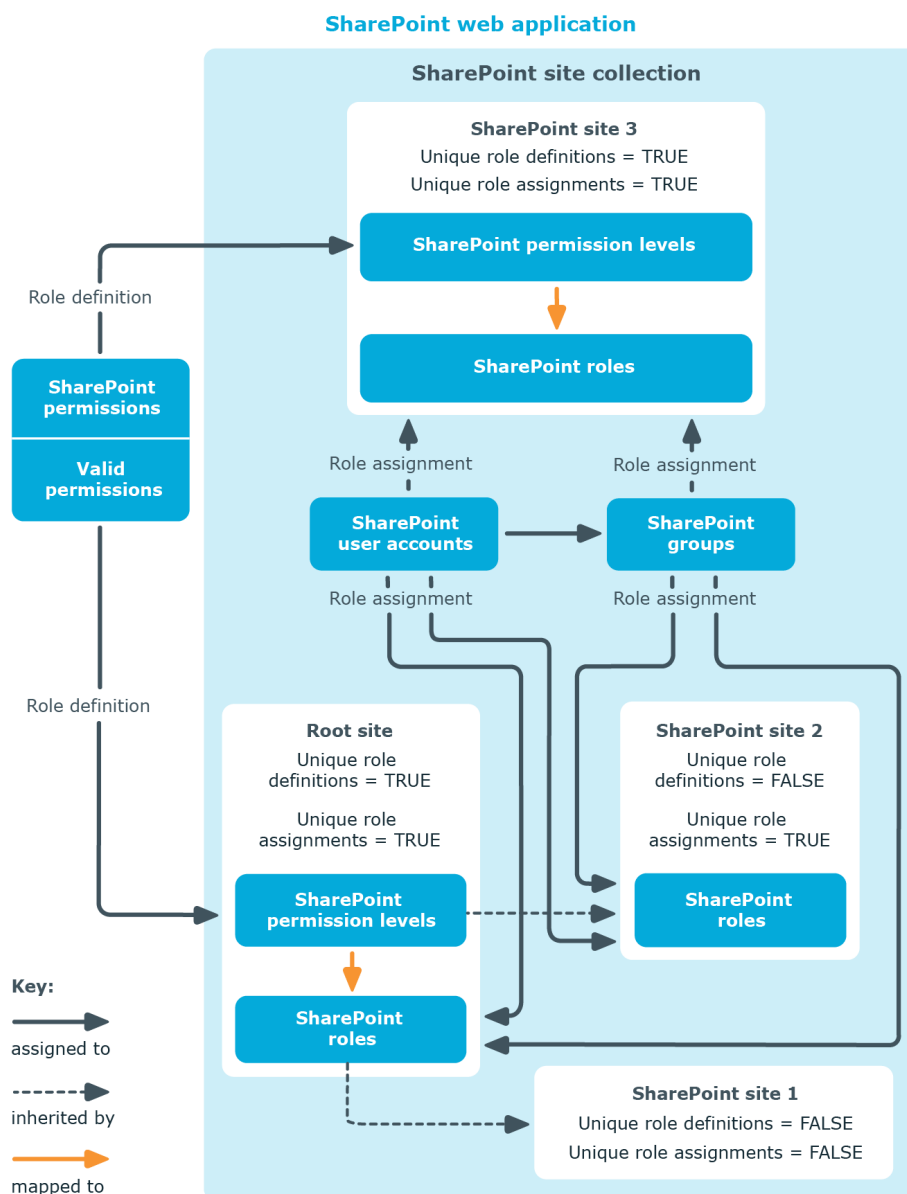 SharePoint web application
SharePoint site collection
SharePoint site 3
Unique role definitions = TRUE
Unique role assignments = TRUE
SharePoint permission levels
SharePoint roles
Role definition
SharePoint
permissions
Valid
permissions
Role assignment
Role assignment
SharePoint
user accounts
SharePoint
groups
Role assignment
Role assignment
Role definition
Root site
Unique role
definitions = TRUE
Unique role
assignments = TRUE
SharePoint
permission levels
SharePoint
roles
SharePoint site 2
Unique role
definitions = FALSE
Unique role
assignments = TRUE
SharePoint
roles
SharePoint site 1
Unique role definitions = FALSE
Unique role assignments = FALSE
Key:
assigned to
inherited by
mapped to